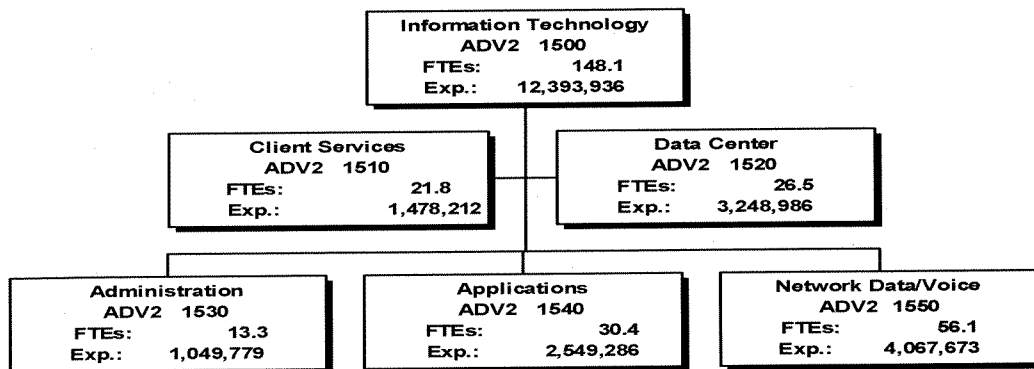 Information Technology
ADV2 1500
FTEs: 148.1
Exp.: 12,393,936
Client Services
ADV2 1510
FTEs: 21.8
Exp.: 1,478,212
Data Center
ADV2 1520
FTEs: 26.5
Exp.: 3,248,986
Administration
ADV2 1530
FTEs: 13.3
Exp.: 1,049,779
Applications
ADV2 1540
FTEs: 30.4
Exp.: 2,549,286
Network Data/Voice
ADV2 1550
FTEs: 56.1
Exp.: 4,067,673